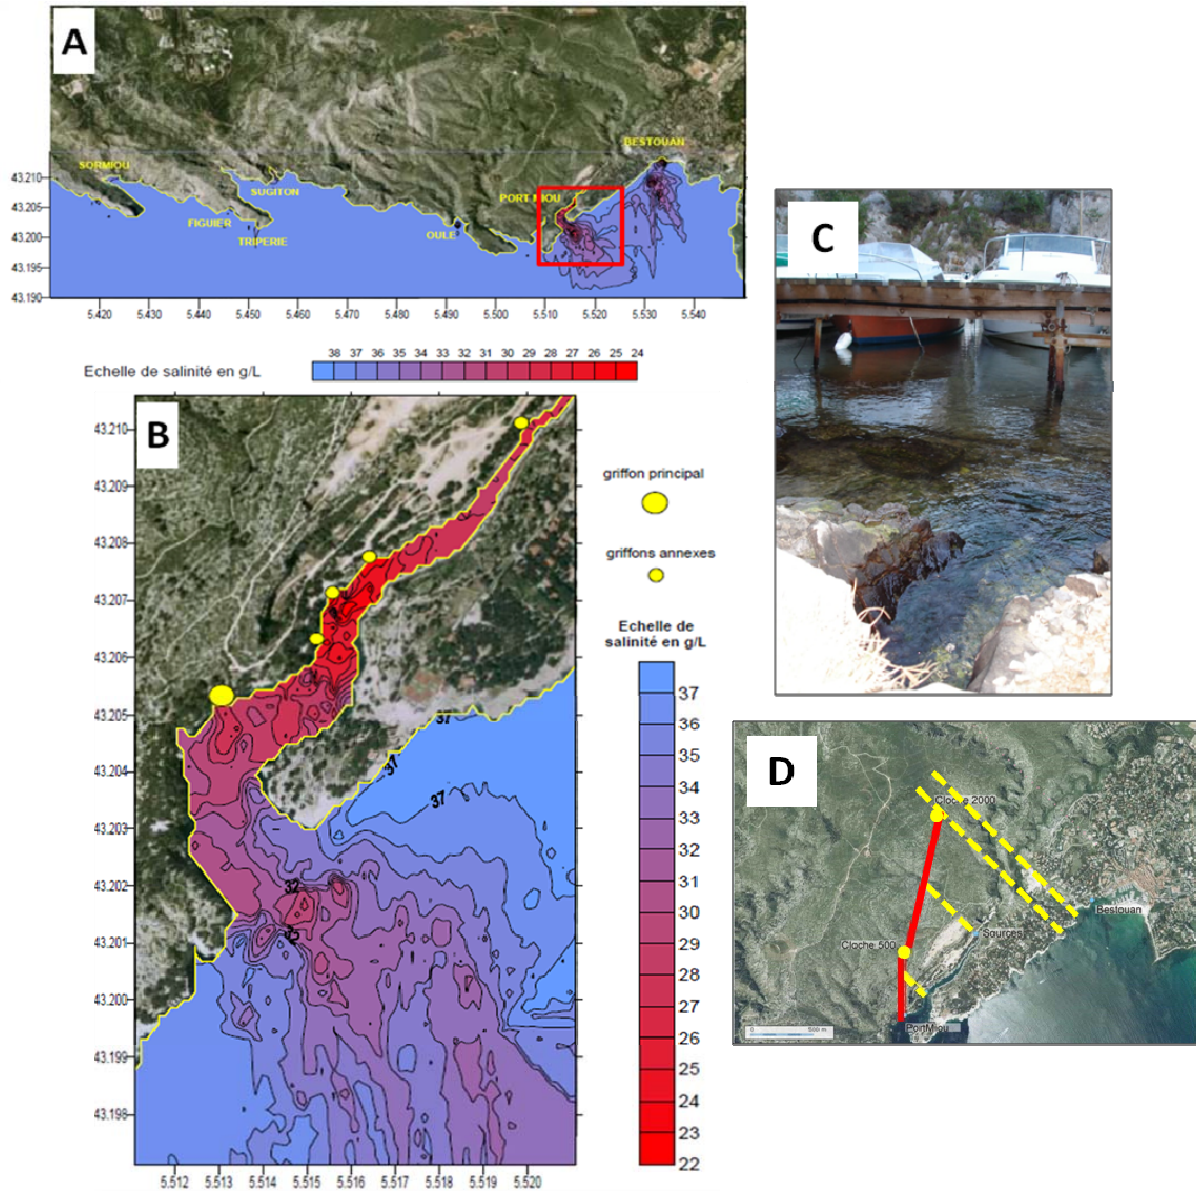 A
BESTOUAN
SORMIOU
SUGITON
PORT MIOU
FIGUIER
TRIPERIE
OULE
43.210
43.205
43.200
43.195
43.190
5.420 5.430 5.440 5.450 5.460 5.470 5.480 5.490 5.500 5.510 5.520 5.530 5.540
Echelle de salinité en g/L
38 37 36 35 34 33 32 31 30 29 28 27 26 25 24
B
43.210
43.209
43.208
43.207
43.206
43.205
43.204
43.203
43.202
43.201
43.200
43.199
43.198
37
37
37
32
35
5.512 5.513 5.514 5.515 5.516 5.517 5.518 5.519 5.520
griffon principal
griffons annexes
Echelle de
salinité en g/L
37
36
35
34
33
32
31
30
29
28
27
26
25
24
23
22
C
D
Cloche 2000
Bestouan
Sources
Cloche 500
PortMiou
0 500 m